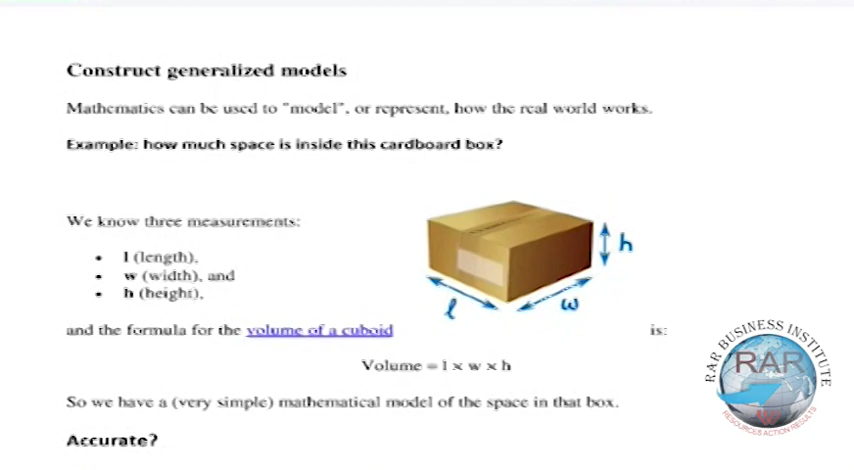 Construct generalized models
Mathematics can be used to "model", or represent, how the real world works.
Example: how much space is inside this cardboard box?
We know three measurements:
• l (length),
• w (width), and
• h (height),
h
l
w
and the formula for the volume of a cuboid is:
Volume = l × w × h
So we have a (very simple) mathematical model of the space in that box.
Accurate?
RAR BUSINESS INSTITUTE
RAR
RESOURCES ACTION RESULTS